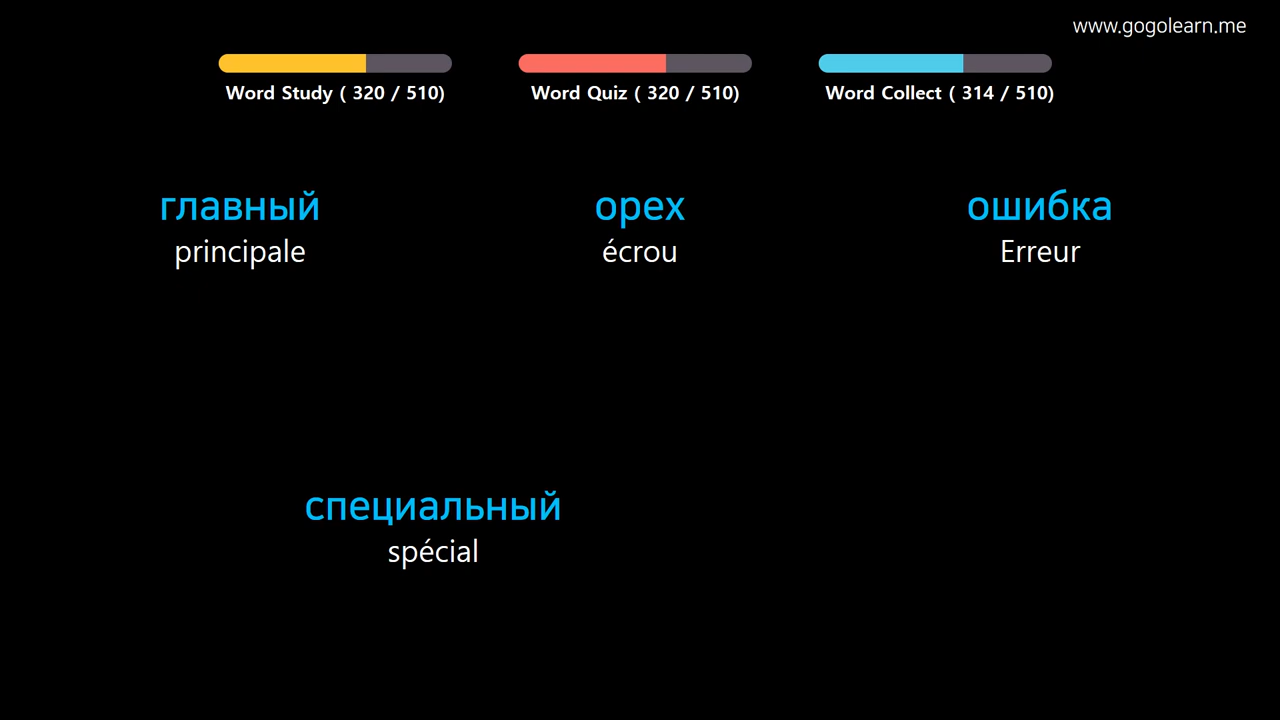 www.gogolearn.me
Word Study ( 320 / 510)
Word Quiz ( 320 / 510)
Word Collect ( 314 / 510)
главный
principale
орех
écrou
ошибка
Erreur
специальный
spécial